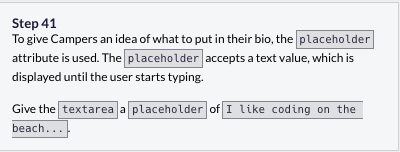 Step 41
To give Campers an idea of what to put in their bio, the placeholder
attribute is used. The placeholder accepts a text value, which is
displayed until the user starts typing.
Give the textarea a placeholder of I like coding on the
beach....